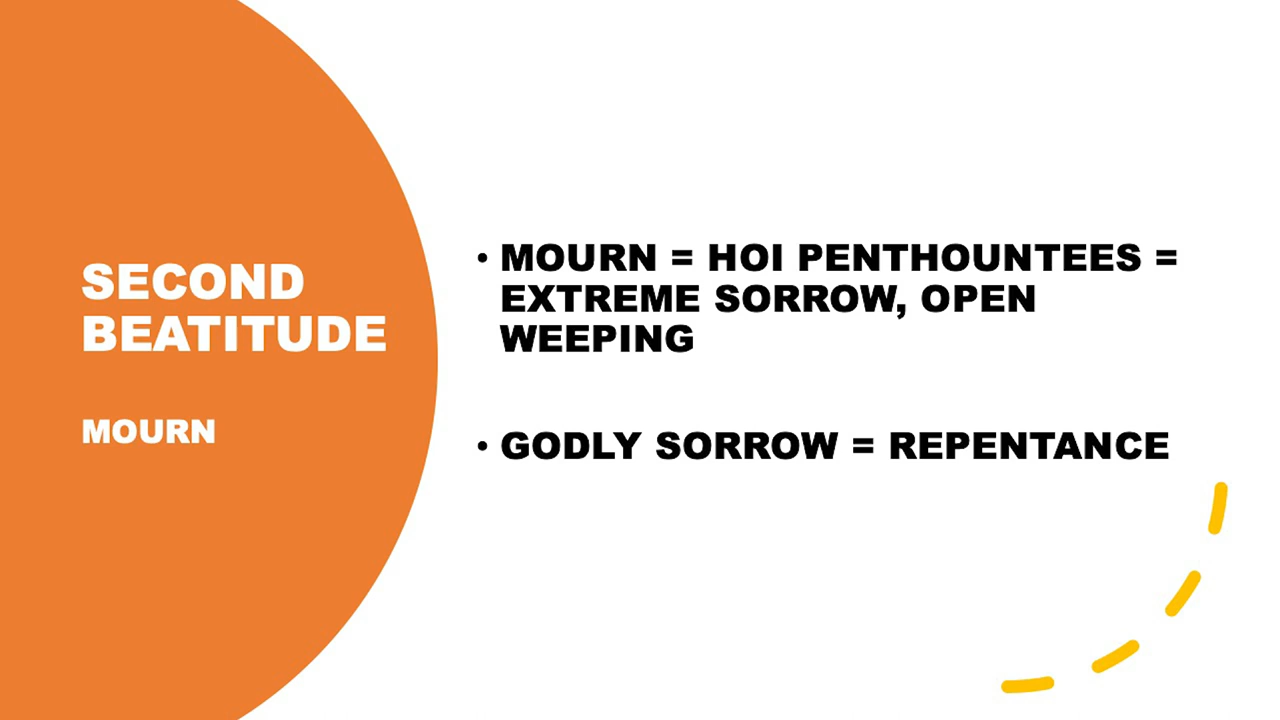 SECOND
BEATITUDE
MOURN
• MOURN = HOI PENTHOUNTEES =
EXTREME SORROW, OPEN
WEEPING
• GODLY SORROW = REPENTANCE